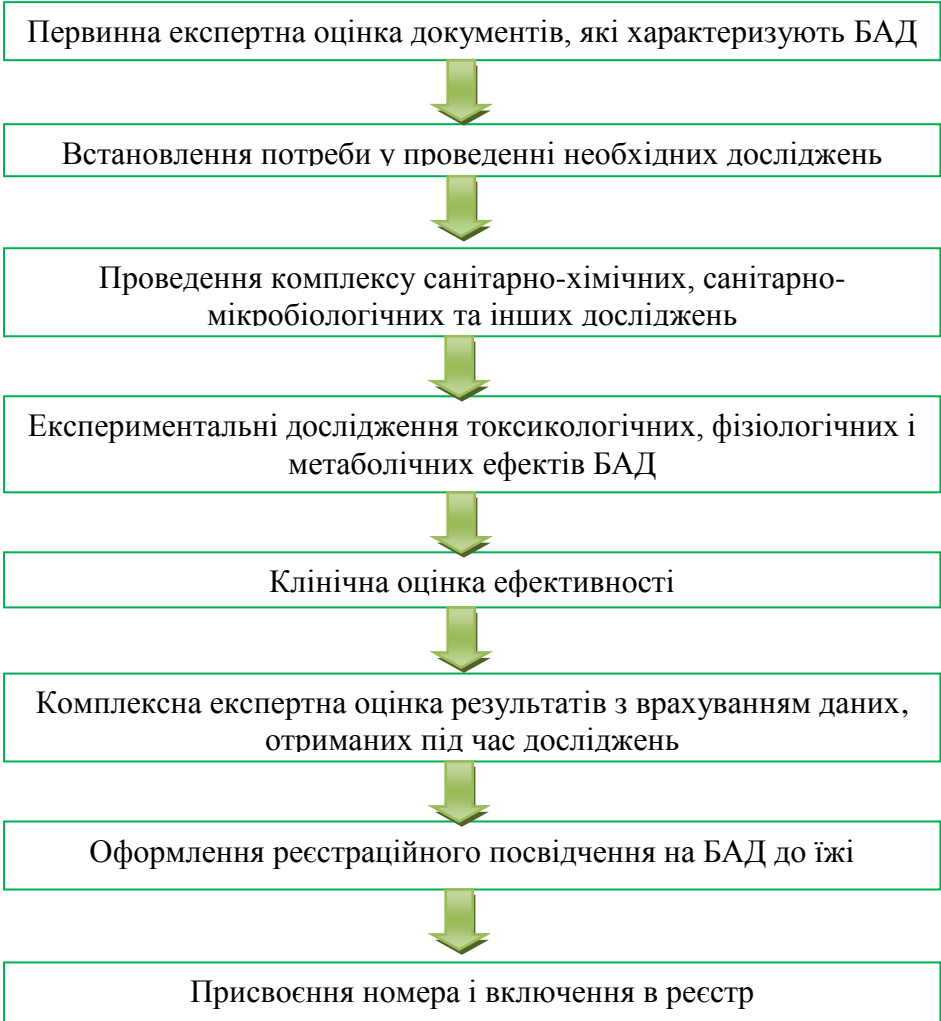 Первинна експертна оцінка документів, які характеризують БАД
Встановлення потреби у проведенні необхідних досліджень
Проведення комплексу санітарно-хімічних, санітарно-
мікробіологічних та інших досліджень
Експериментальні дослідження токсикологічних, фізіологічних і
метаболічних ефектів БАД
Клінічна оцінка ефективності
Комплексна експертна оцінка результатів з врахуванням даних,
отриманих під час досліджень
Оформлення реєстраційного посвідчення на БАД до їжі
Присвоєння номера і включення в реєстр